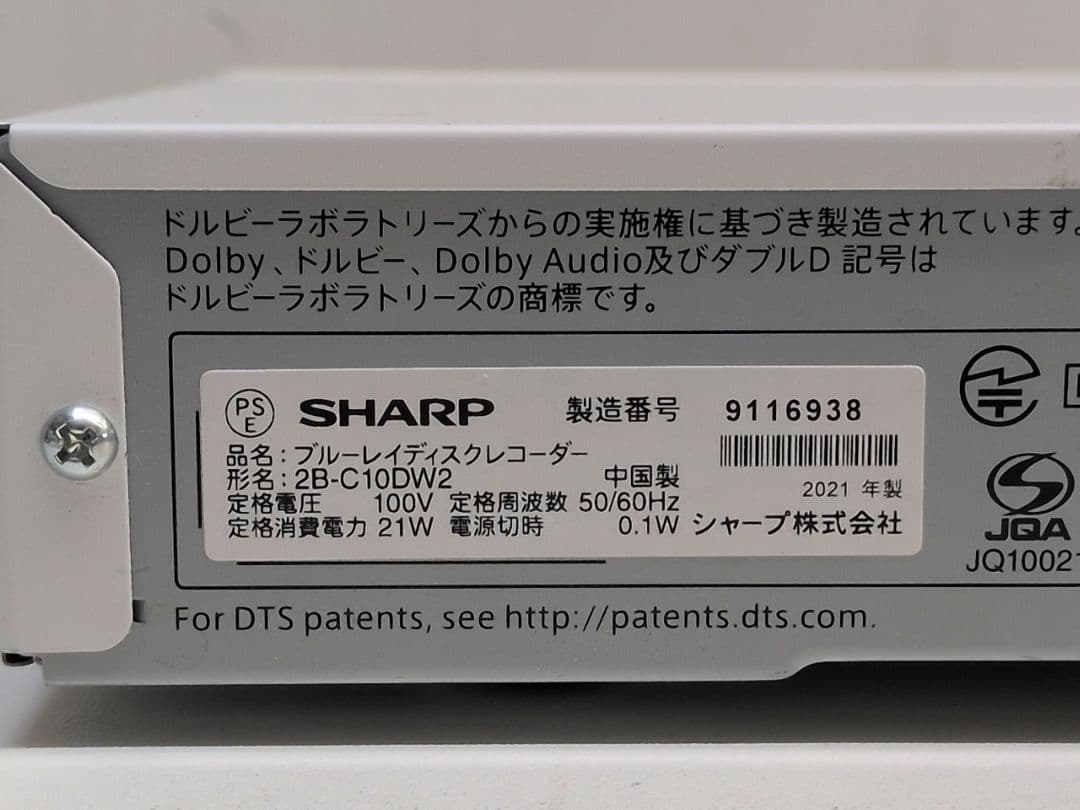 ドルビーラボラトリーズからの実施権に基づき製造されています。
Dolby、ドルビー、Dolby Audio及びダブルD 記号は
ドルビーラボラトリーズの商標です。
PS
E
SHARP 製造番号 9116938
品名：ブルーレイディスクレコーダー
形名：2B-C10DW2 中国製
2021 年製
定格電圧 100V 定格周波数 50/60Hz
定格消費電力 21W 電源切時 0.1W シャープ株式会社
JQA
JQ10021
For DTS patents, see http://patents.dts.com.